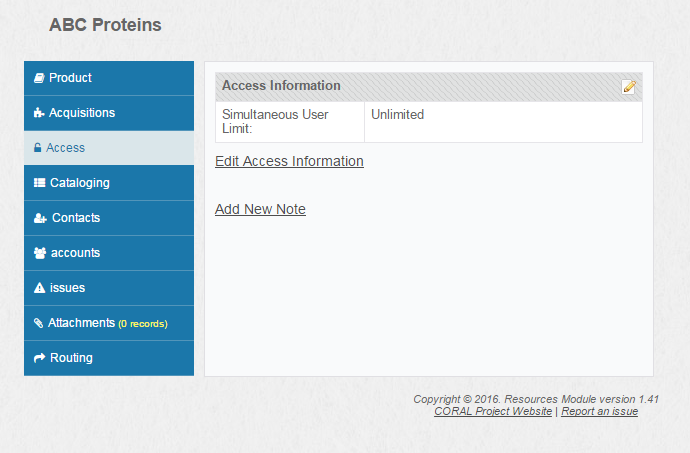 ABC Proteins
Product
Acquisitions
Access
Cataloging
Contacts
accounts
issues
Attachments (0 records)
Routing
Access Information
Simultaneous User Limit:
Unlimited
Edit Access Information
Add New Note
Copyright © 2016. Resources Module version 1.41
CORAL Project Website | Report an issue